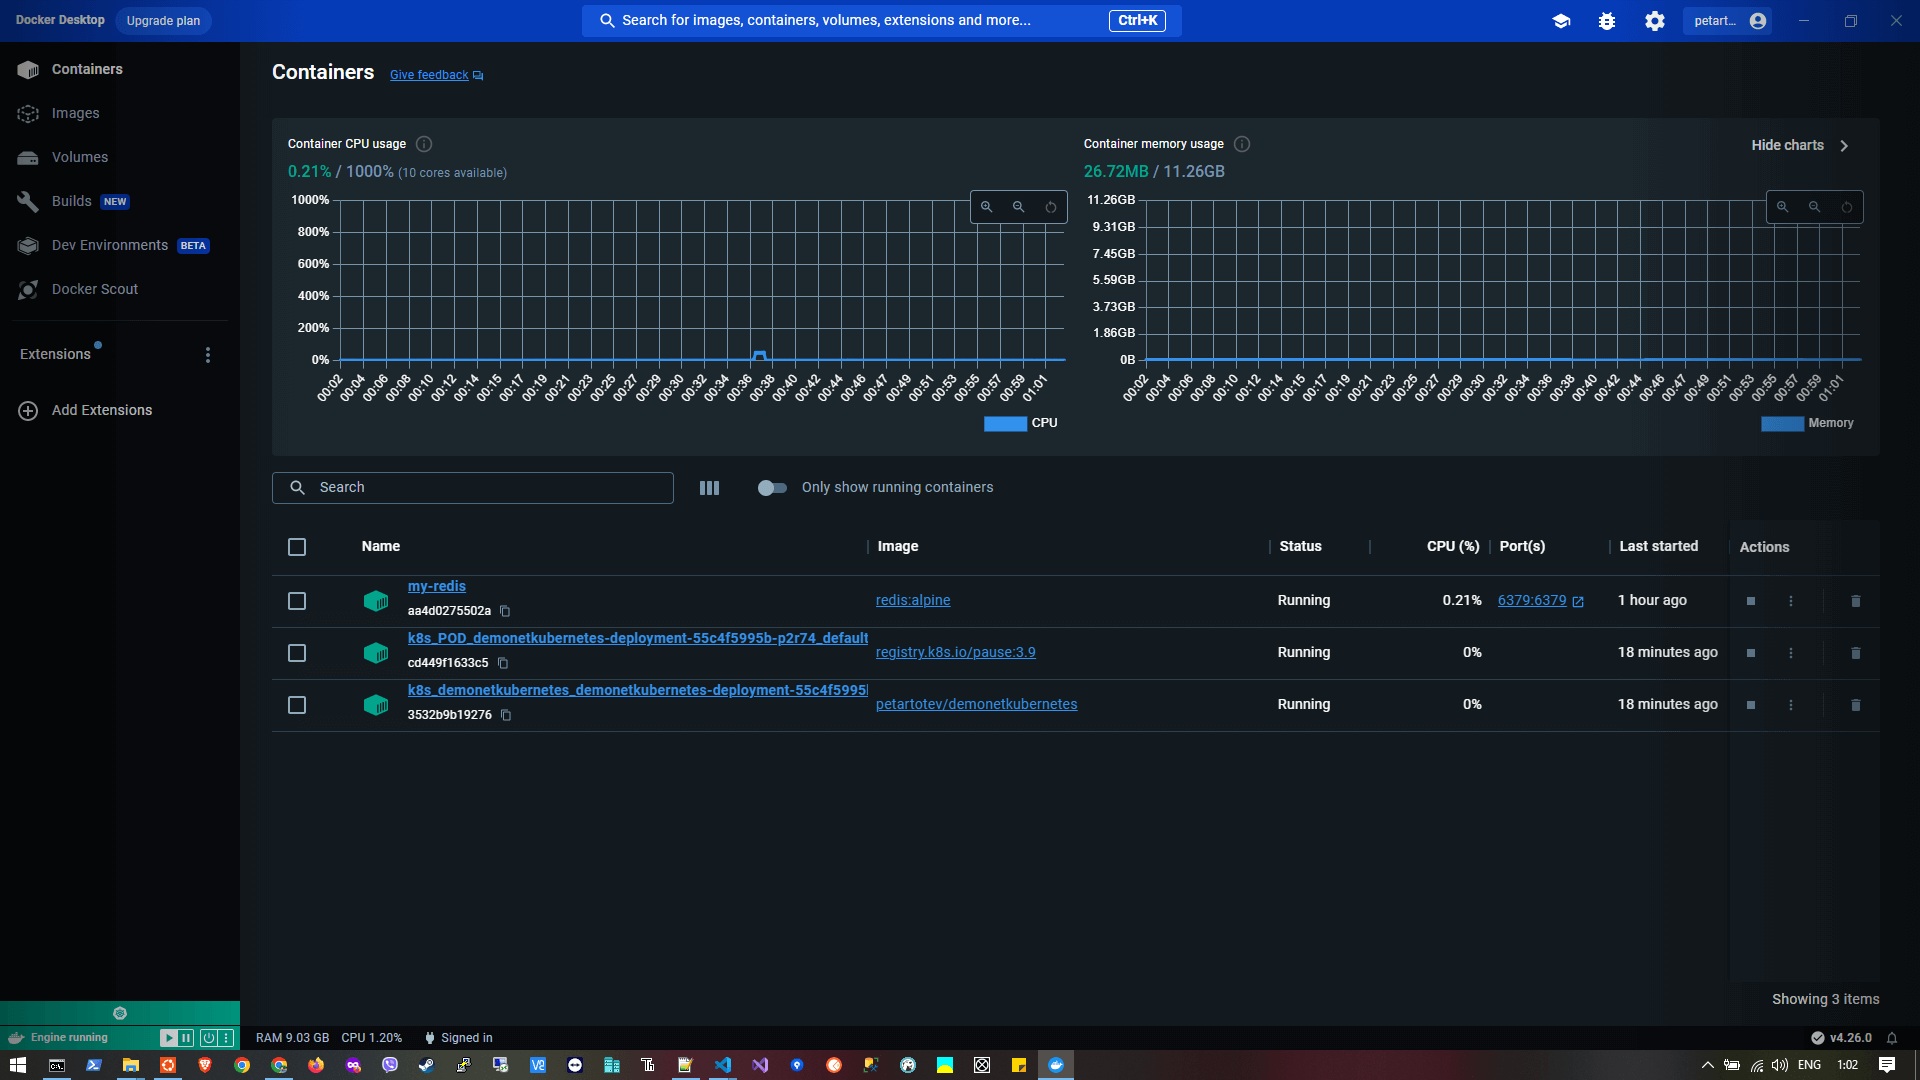 Docker Desktop
Upgrade plan
Search for images, containers, volumes, extensions and more...
Ctrl+K
petart...
Containers
Images
Volumes
Builds NEW
Dev Environments BETA
Docker Scout
Extensions
Add Extensions
Containers
Give feedback
Container CPU usage
0.21% / 1000% (10 cores available)
1000%
800%
600%
400%
200%
0%
00:02 00:04 00:06 00:08 00:10 00:12 00:14 00:15 00:17 00:19 00:21 00:23 00:25 00:27 00:29 00:30 00:32 00:34 00:36 00:38 00:40 00:42 00:44 00:46 00:47 00:49 00:51 00:53 00:55 00:57 00:59 01:01
CPU
Container memory usage
26.72MB / 11.26GB
Hide charts
11.26GB
9.31GB
7.45GB
5.59GB
3.73GB
1.86GB
0B
00:02 00:04 00:06 00:08 00:10 00:12 00:14 00:15 00:17 00:19 00:21 00:23 00:25 00:27 00:29 00:30 00:32 00:34 00:36 00:38 00:40 00:42 00:44 00:46 00:47 00:49 00:51 00:53 00:55 00:57 00:59 01:01
Memory
Search
Only show running containers
Name Image Status CPU (%) Port(s) Last started Actions
my-redis
aa4d0275502a
redis:alpine Running 0.21% 6379:6379 1 hour ago
k8s_POD_demonetkubernetes-deployment-55c4f5995b-p2r74_default
cd449f1633c5
registry.k8s.io/pause:3.9 Running 0% 18 minutes ago
k8s_demonetkubernetes_demonetkubernetes-deployment-55c4f5995
3532b9b19276
petartotev/demonetkubernetes Running 0% 18 minutes ago
Showing 3 items
Engine running
RAM 9.03 GB CPU 1.20% Signed in
v4.26.0
ENG 1:02